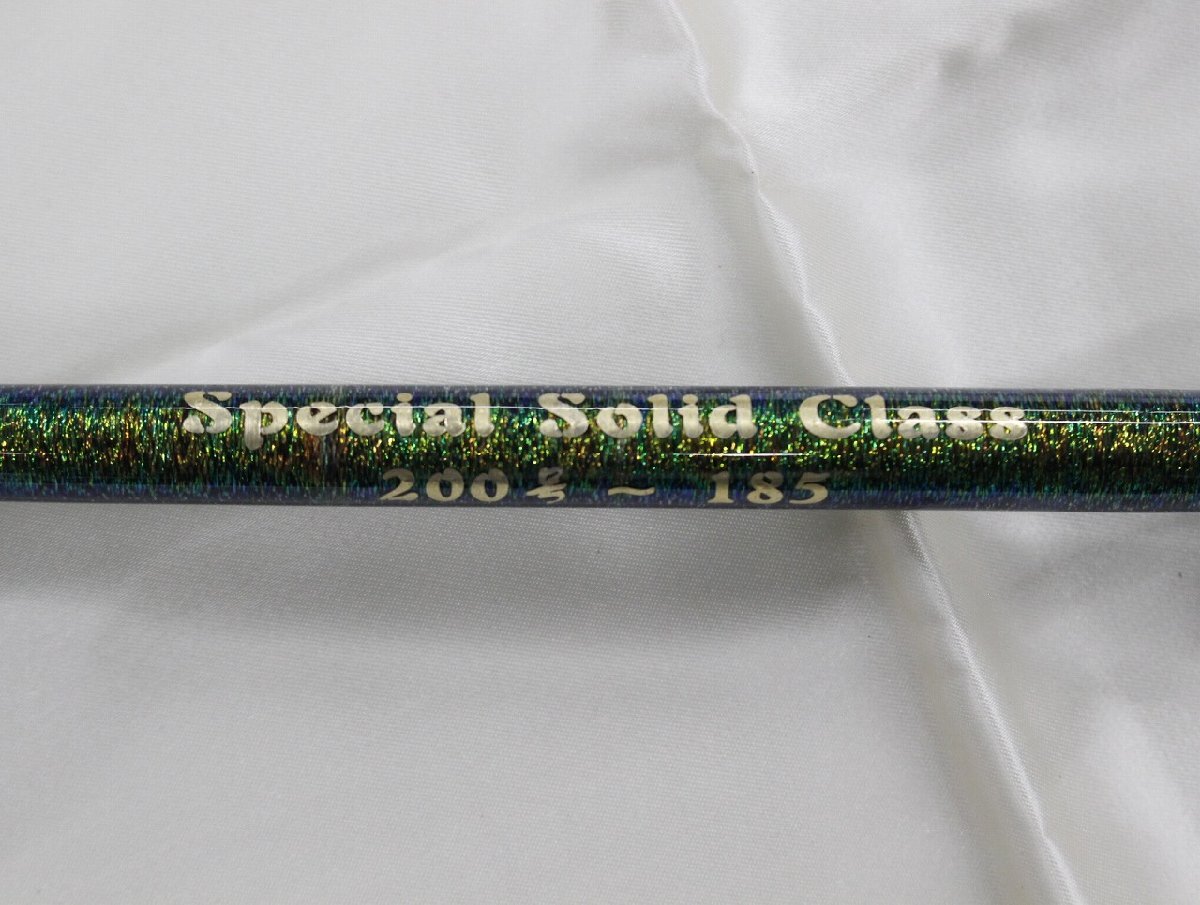 Special Solid Class
200号 ~ 185